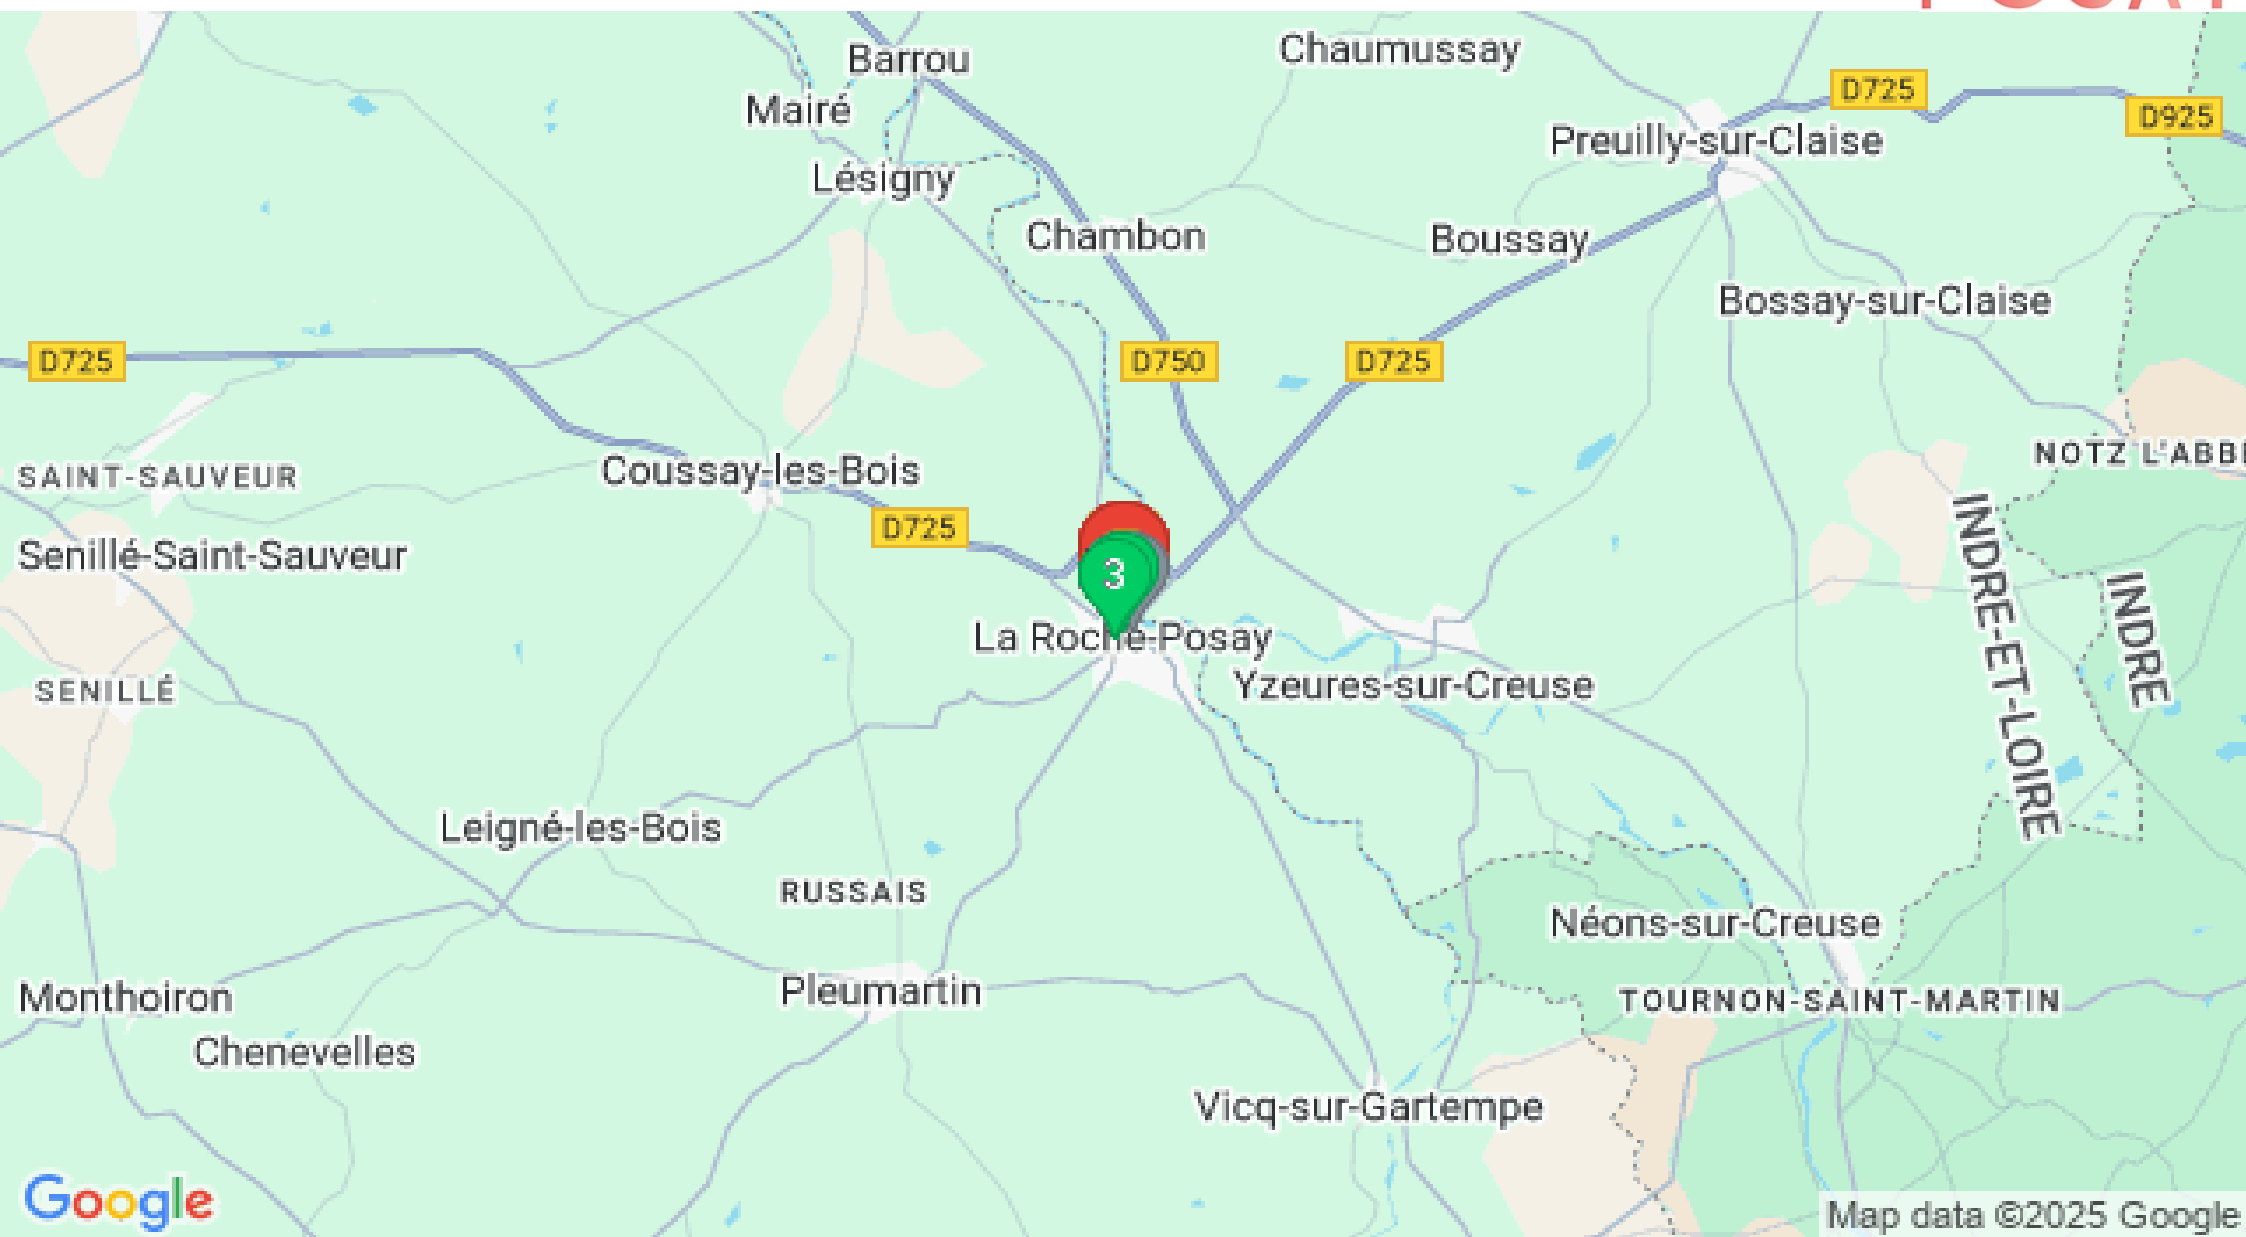 Barrou
Chaumussay
D725
Mairé
D925
Preuilly-sur-Claise
Lésigny
Chambon
Boussay
Bossay-sur-Claise
D725
D750
D725
NOTZ L'ABB
SAINT-SAUVEUR
Coussay-les-Bois
D725
Senillé-Saint-Sauveur
3
INDRE-ET-LOIRE
INDRE
La Roche-Posay
SENILLÉ
Yzeures-sur-Creuse
Leigné-les-Bois
RUSSAIS
Néons-sur-Creuse
Pleumartin
Monthoiron
TOURNON-SAINT-MARTIN
Chenevelles
Vicq-sur-Gartempe
Google
Map data ©2025 Google